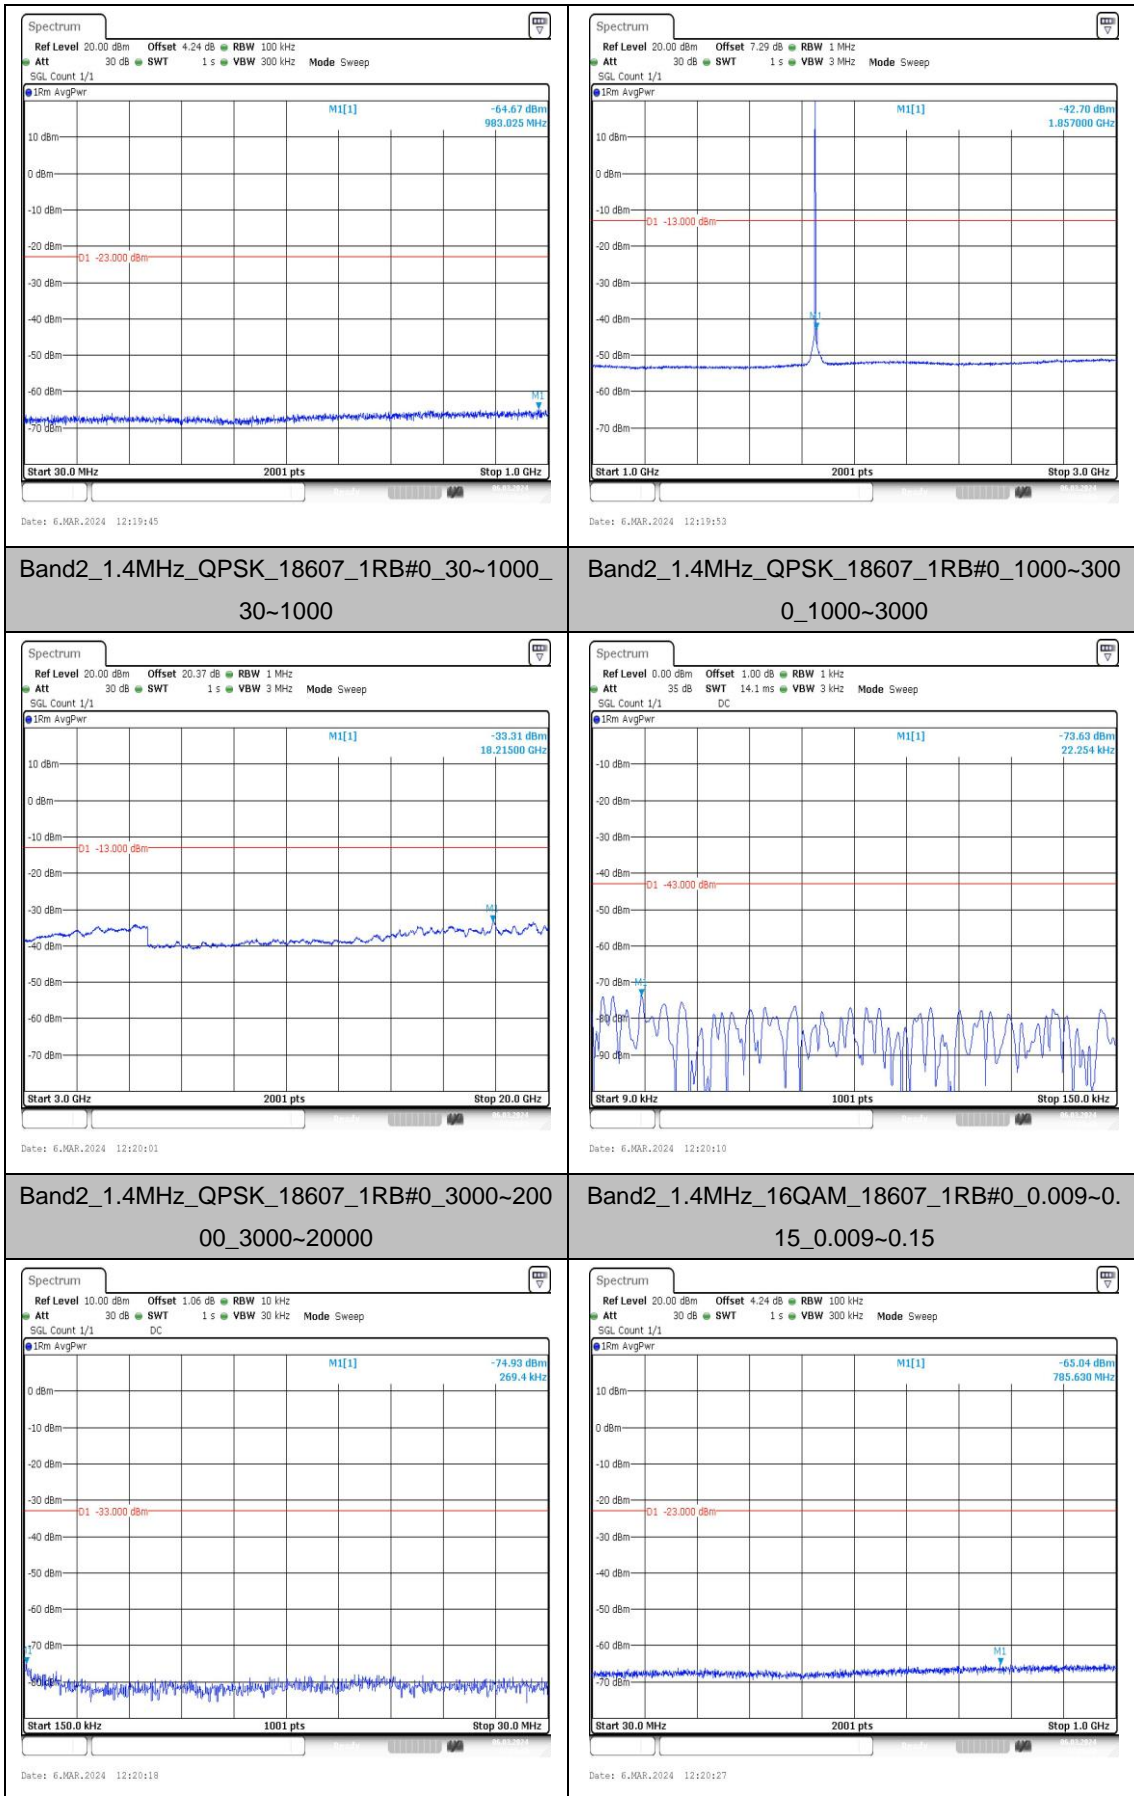 Spectrum
Ref Level 20.00 dBm Offset 4.24 dB RBW 100 kHz
Att 30 dB SWT 1 s VBW 300 kHz Mode Sweep
SGL Count 1/1
1Rm AvgPwr
M1[1] -64.67 dBm
983.025 MHz
10 dBm
0 dBm
-10 dBm
-20 dBm
D1 -23.000 dBm
-30 dBm
-40 dBm
-50 dBm
-60 dBm
M1
-70 dBm
Start 30.0 MHz 2001 pts Stop 1.0 GHz
Date: 6.MAR.2024 12:19:45
Spectrum
Ref Level 20.00 dBm Offset 7.29 dB RBW 1 MHz
Att 30 dB SWT 1 s VBW 3 MHz Mode Sweep
SGL Count 1/1
1Rm AvgPwr
M1[1] -42.70 dBm
1.857000 GHz
10 dBm
0 dBm
-10 dBm
D1 -13.000 dBm
-20 dBm
-30 dBm
-40 dBm
M1
-50 dBm
-60 dBm
-70 dBm
Start 1.0 GHz 2001 pts Stop 3.0 GHz
Date: 6.MAR.2024 12:19:53
Band2_1.4MHz_QPSK_18607_1RB#0_30~1000_
30~1000
Band2_1.4MHz_QPSK_18607_1RB#0_1000~300
0_1000~3000
Spectrum
Ref Level 20.00 dBm Offset 20.37 dB RBW 1 MHz
Att 30 dB SWT 1 s VBW 3 MHz Mode Sweep
SGL Count 1/1
1Rm AvgPwr
M1[1] -33.31 dBm
18.21500 GHz
10 dBm
0 dBm
-10 dBm
D1 -13.000 dBm
-20 dBm
-30 dBm
M1
-40 dBm
-50 dBm
-60 dBm
-70 dBm
Start 3.0 GHz 2001 pts Stop 20.0 GHz
Date: 6.MAR.2024 12:20:01
Spectrum
Ref Level 0.00 dBm Offset 1.00 dB RBW 1 kHz
Att 35 dB SWT 14.1 ms VBW 3 kHz Mode Sweep
SGL Count 1/1 DC
1Rm AvgPwr
M1[1] -73.63 dBm
22.254 kHz
-10 dBm
-20 dBm
-30 dBm
-40 dBm
D1 -43.000 dBm
-50 dBm
-60 dBm
-70 dBm
M1
-80 dBm
-90 dBm
Start 9.0 kHz 1001 pts Stop 150.0 kHz
Date: 6.MAR.2024 12:20:10
Band2_1.4MHz_QPSK_18607_1RB#0_3000~200
00_3000~20000
Band2_1.4MHz_16QAM_18607_1RB#0_0.009~0.
15_0.009~0.15
Spectrum
Ref Level 10.00 dBm Offset 1.06 dB RBW 10 kHz
Att 30 dB SWT 1 s VBW 30 kHz Mode Sweep
SGL Count 1/1 DC
1Rm AvgPwr
M1[1] -74.93 dBm
269.4 kHz
0 dBm
-10 dBm
-20 dBm
-30 dBm
D1 -33.000 dBm
-40 dBm
-50 dBm
-60 dBm
-70 dBm
-80 dBm
Start 150.0 kHz 1001 pts Stop 30.0 MHz
Date: 6.MAR.2024 12:20:18
Spectrum
Ref Level 20.00 dBm Offset 4.24 dB RBW 100 kHz
Att 30 dB SWT 1 s VBW 300 kHz Mode Sweep
SGL Count 1/1
1Rm AvgPwr
M1[1] -65.04 dBm
785.630 MHz
10 dBm
0 dBm
-10 dBm
-20 dBm
D1 -23.000 dBm
-30 dBm
-40 dBm
-50 dBm
-60 dBm
M1
-70 dBm
Start 30.0 MHz 2001 pts Stop 1.0 GHz
Date: 6.MAR.2024 12:20:27